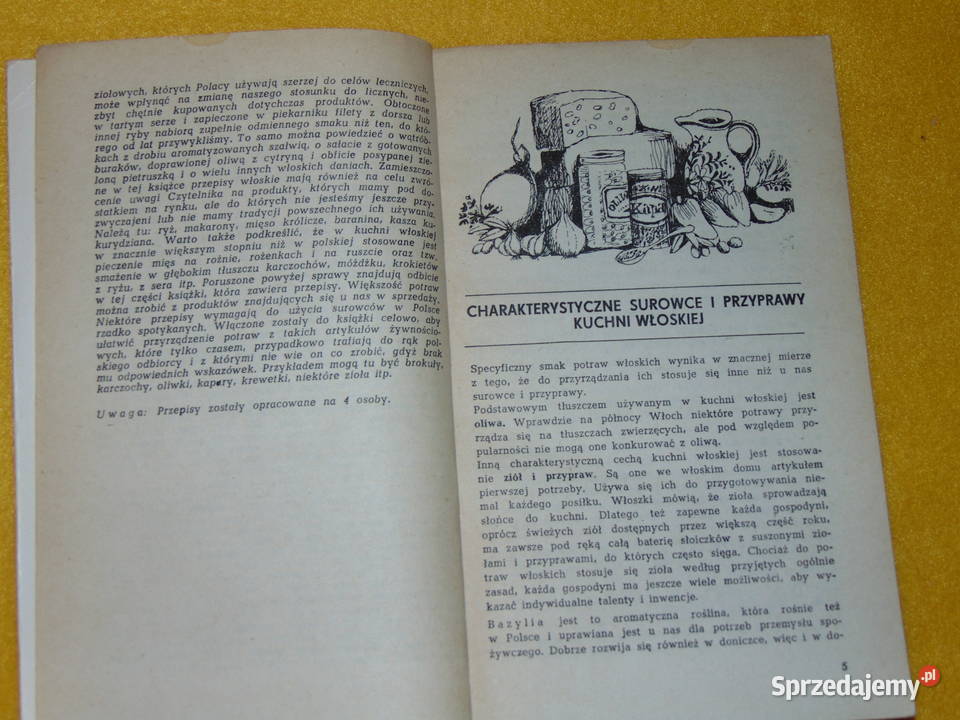 ziołowych, których Polacy używają szerzej do celów leczniczych,
może wpłynąć na zmianę naszego stosunku do licznych, nie-
zbyt chętnie kupowanych dotychczas produktów. Obtoczone
w tartym serze i zapieczone w piekarniku filety z dorsza lub
innej ryby nabiorą zupełnie odmiennego smaku niż ten, do któ-
rego od lat przywykliśmy. To samo można powiedzieć o wątrób-
kach z drobiu aromatyzowanych szałwią, o sałacie z gotowanych
buraków, doprawionej oliwą z cytryną i obficie posypanej zie-
loną pietruszką i o wielu innych włoskich daniach. Zamieszczo-
ne w tej książce przepisy włoskie mają również na celu zwró-
cenie uwagi Czytelnika na produkty, których mamy pod do-
statkiem na rynku, ale do których nie jesteśmy jeszcze przy-
zwyczajeni lub nie mamy tradycji powszechnego ich używania.
Należą tu: ryż, makarony, mięso królicze, baranina, kasza ku-
kurydziana. Warto także podkreślić, że w kuchni włoskiej
w znacznie większym stopniu niż w polskiej stosowane jest
pieczenie mięs na rożnie, rożenkach i na ruszcie oraz tzw.
smażenie w głębokim tłuszczu karczochów, móżdżku, krokietów
z ryżu, z sera itp. Poruszone powyżej sprawy znajdują odbicie
w tej części książki, która zawiera przepisy. Większość potraw
można zrobić z produktów znajdujących się u nas w sprzedaży.
Niektóre przepisy wymagają do użycia surowców w Polsce
rzadko spotykanych. Włączone zostały do książki celowo, aby
ułatwić przyrządzenie potraw z takich artykułów żywnościo-
wych, które tylko czasem, przypadkowo trafiają do rąk pol-
skiego odbiorcy i z którymi nie wie on co zrobić, gdyż brak
mu odpowiednich wskazówek. Przykładem mogą tu być brokuły,
karczochy, oliwki, kapary, krewetki, niektóre zioła itp.
Uwaga: Przepisy zostały opracowane na 4 osoby.
CHARAKTERYSTYCZNE SUROWCE I PRZYPRAWY
KUCHNI WŁOSKIEJ
Specyficzny smak potraw włoskich wynika w znacznej mierze
z tego, że do przyrządzania ich stosuje się inne niż u nas
surowce i przyprawy.
Podstawowym tłuszczem używanym w kuchni włoskiej jest
oliwa. Wprawdzie na północy Włoch niektóre potrawy przy-
rządza się na tłuszczach zwierzęcych, ale pod względem po-
pularności nie mogą one konkurować z oliwą.
Inną charakterystyczną cechą kuchni włoskiej jest stosowa-
nie ziół i przypraw. Są one we włoskim domu artykułem
pierwszej potrzeby. Używa się ich do przygotowywania nie-
mal każdego posiłku. Włoszki mówią, że zioła sprowadzają
słońce do kuchni. Dlatego też zapewne każda gospodyni,
oprócz świeżych ziół dostępnych przez większą część roku,
ma zawsze pod ręką całą baterię słoiczków z suszonymi zio-
łami i przyprawami, do których często sięga. Chociaż do po-
traw włoskich stosuje się zioła według przyjętych ogólnie
zasad, każda gospodyni ma jeszcze wiele możliwości, aby wy-
kazać indywidualne talenty i inwencje.
Bazylia jest to aromatyczna roślina, która rośnie też
w Polsce i uprawiana jest u nas dla potrzeb przemysłu spo-
żywczego. Dobrze rozwija się również w doniczce, więc i w do-
5
Sprzedajemy.pl